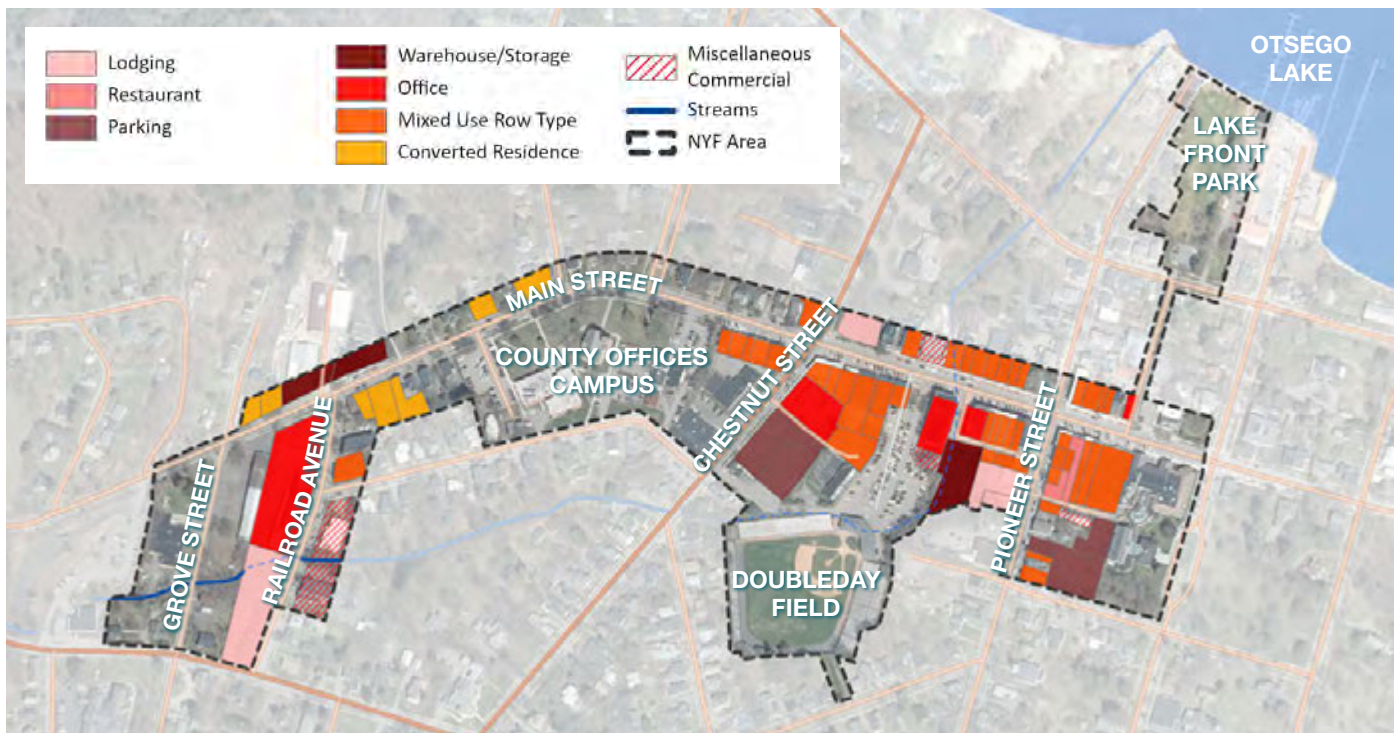 Lodging
Restaurant
Parking
Warehouse/Storage
Office
Mixed Use Row Type
Converted Residence
Miscellaneous
Commercial
Streams
NYF Area
OTSEGO
LAKE
LAKE
FRONT
PARK
MAIN STREET
COUNTY OFFICES
CAMPUS
CHESTNUT STREET
PIONEER STREET
GROVE STREET
RAILROAD AVENUE
DOUBLEDAY
FIELD